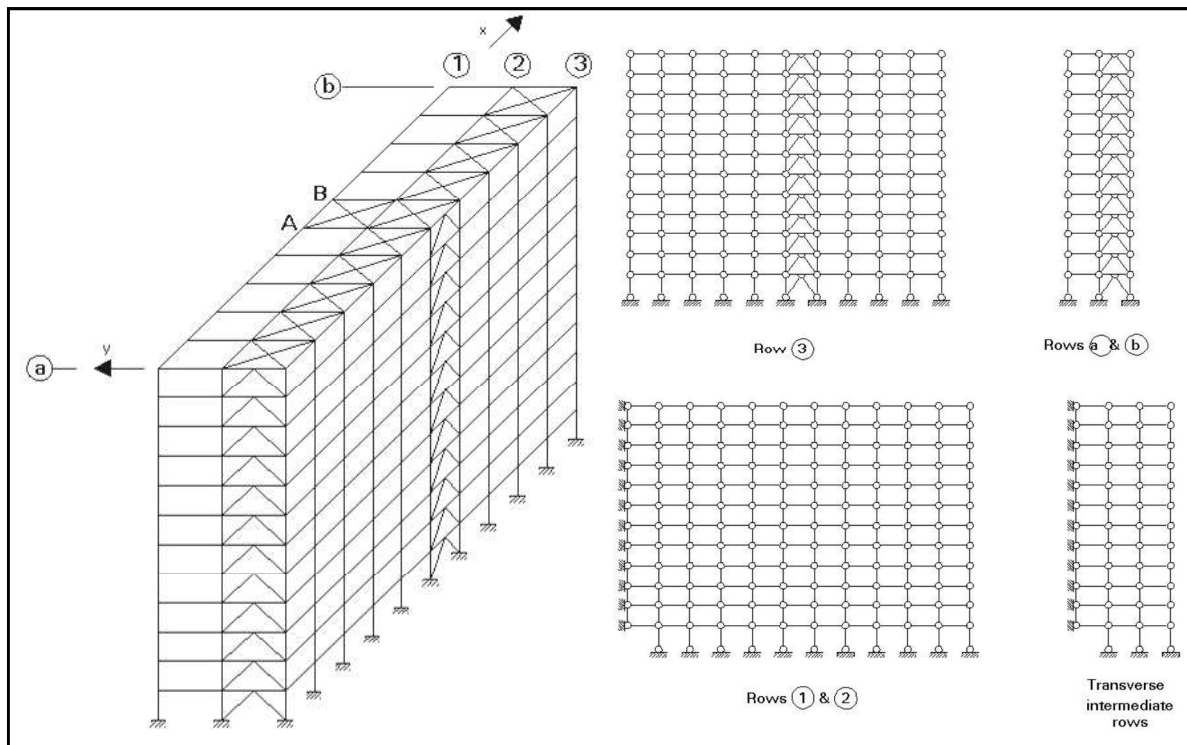 x
1 2 3
b
B
A
y
a
Row 3
Rows a & b
Rows 1 & 2
Transverse
intermediate
rows